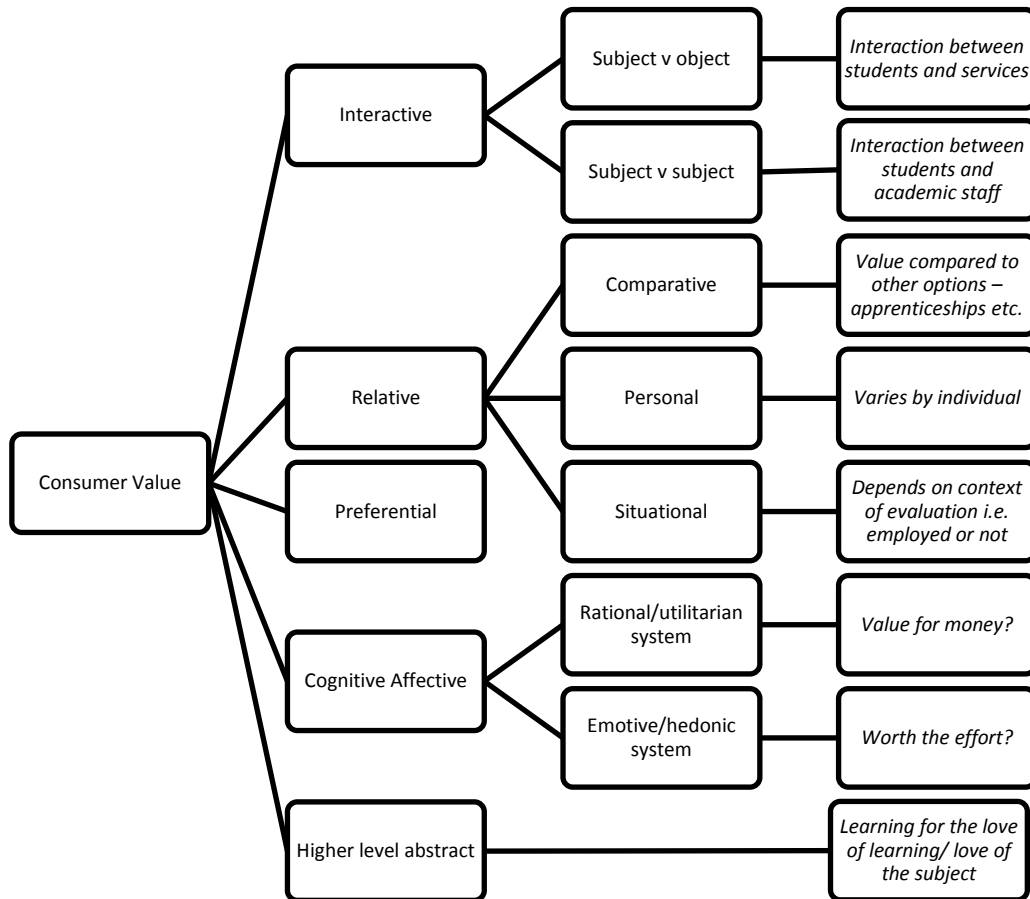 Consumer Value
Interactive
Subject v object
Interaction between
students and services
Subject v subject
Interaction between
students and
academic staff
Relative
Comparative
Value compared to
other options –
apprenticeships etc.
Personal
Varies by individual
Situational
Depends on context
of evaluation i.e.
employed or not
Preferential
Cognitive Affective
Rational/utilitarian
system
Value for money?
Emotive/hedonic
system
Worth the effort?
Higher level abstract
Learning for the love
of learning/ love of
the subject